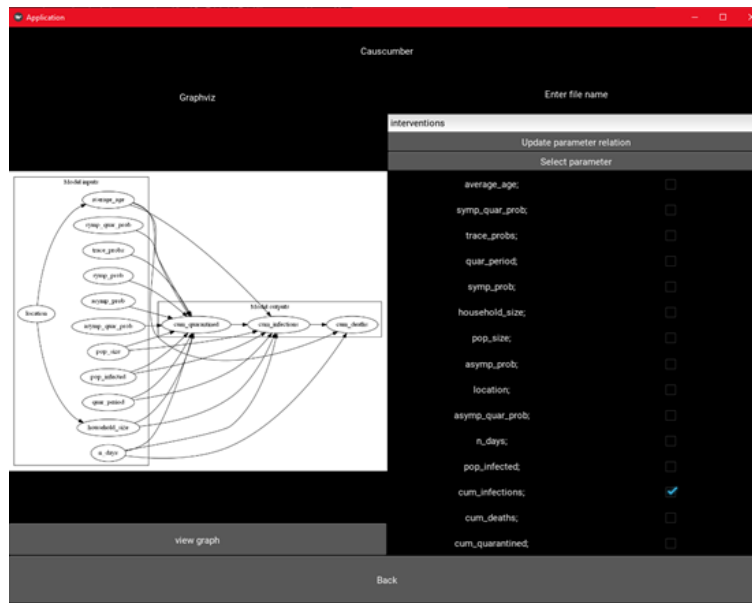 Application
Causcumber
Graphviz
Enter file name
interventions
Update parameter relation
Select parameter
average_age;
symp_quar_prob;
trace_probs;
quar_period;
symp_prob;
household_size;
pop_size;
asymp_prob;
location;
asymp_quar_prob;
n_days;
pop_infected;
cum_infections;
cum_deaths;
cum_quarantined;
Model inputs
average_age
symp_quar_prob
trace_probs
symp_prob
asymp_prob
location
asymp_quar_prob
Model outputs
cum_quarantined
cum_infections
cum_deaths
pop_size
pop_infected
quar_period
household_size
n_days
view graph
Back